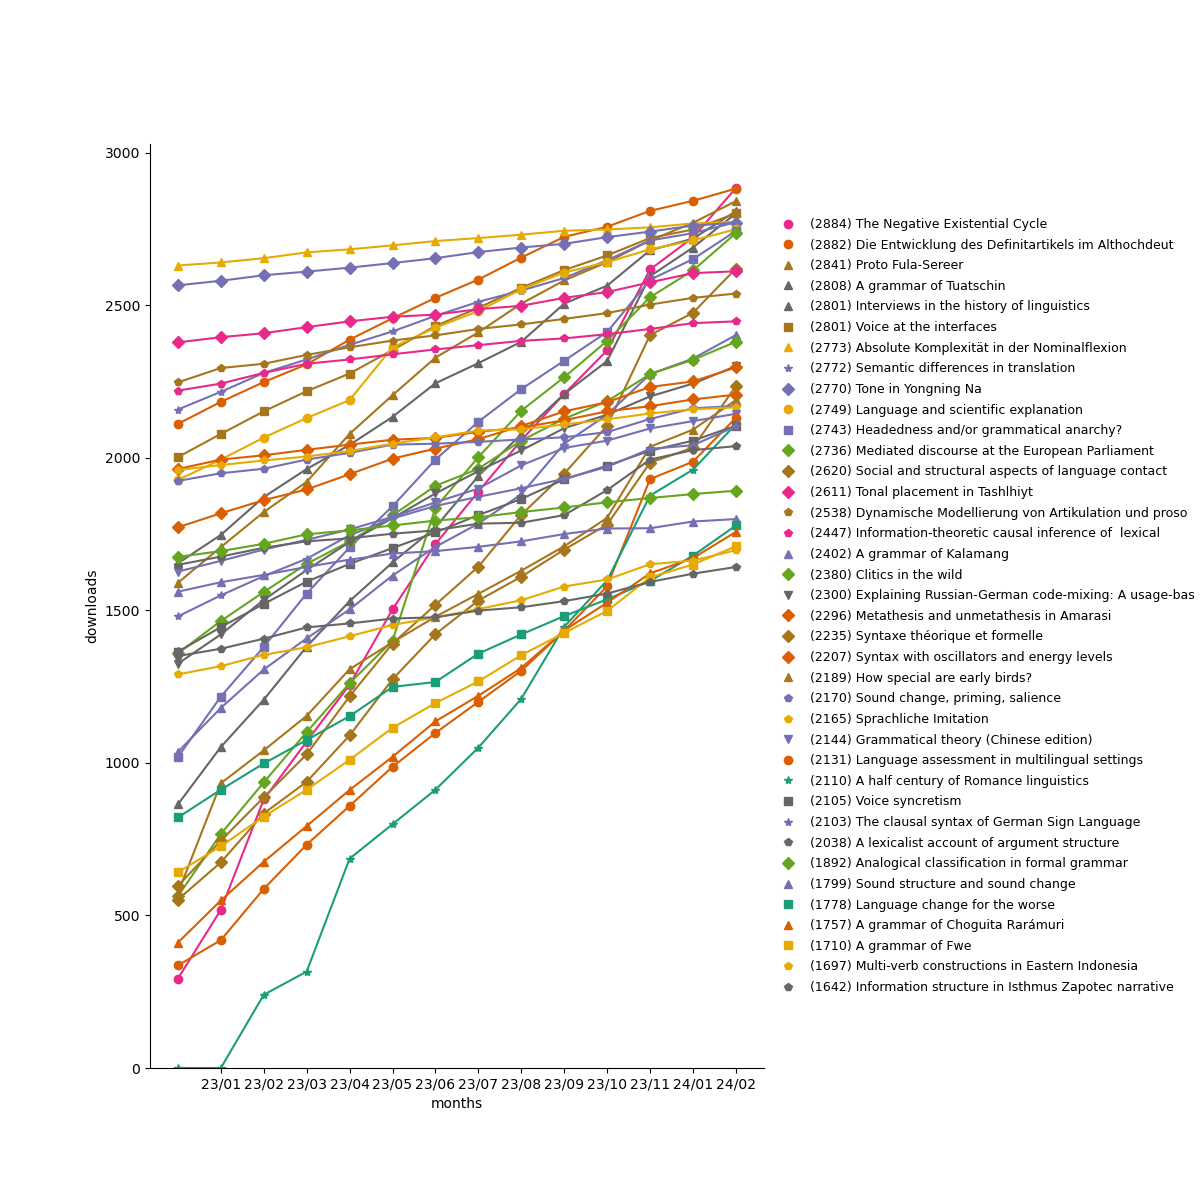 3000
2500
2000
1500
1000
500
0
downloads
23/01 23/02 23/03 23/04 23/05 23/06 23/07 23/08 23/09 23/10 23/11 24/01 24/02
months
(2884) The Negative Existential Cycle
(2882) Die Entwicklung des Definitartikels im Althochdeut
(2841) Proto Fula-Sereer
(2808) A grammar of Tuatschin
(2801) Interviews in the history of linguistics
(2801) Voice at the interfaces
(2773) Absolute Komplexität in der Nominalflexion
(2772) Semantic differences in translation
(2770) Tone in Yongning Na
(2749) Language and scientific explanation
(2743) Headedness and/or grammatical anarchy?
(2736) Mediated discourse at the European Parliament
(2620) Social and structural aspects of language contact
(2611) Tonal placement in Tashlhiyt
(2538) Dynamische Modellierung von Artikulation und proso
(2447) Information-theoretic causal inference of  lexical
(2402) A grammar of Kalamang
(2380) Clitics in the wild
(2300) Explaining Russian-German code-mixing: A usage-bas
(2296) Metathesis and unmetathesis in Amarasi
(2235) Syntaxe théorique et formelle
(2207) Syntax with oscillators and energy levels
(2189) How special are early birds?
(2170) Sound change, priming, salience
(2165) Sprachliche Imitation
(2144) Grammatical theory (Chinese edition)
(2131) Language assessment in multilingual settings
(2110) A half century of Romance linguistics
(2105) Voice syncretism
(2103) The clausal syntax of German Sign Language
(2038) A lexicalist account of argument structure
(1892) Analogical classification in formal grammar
(1799) Sound structure and sound change
(1778) Language change for the worse
(1757) A grammar of Choguita Rarámuri
(1710) A grammar of Fwe
(1697) Multi-verb constructions in Eastern Indonesia
(1642) Information structure in Isthmus Zapotec narrative